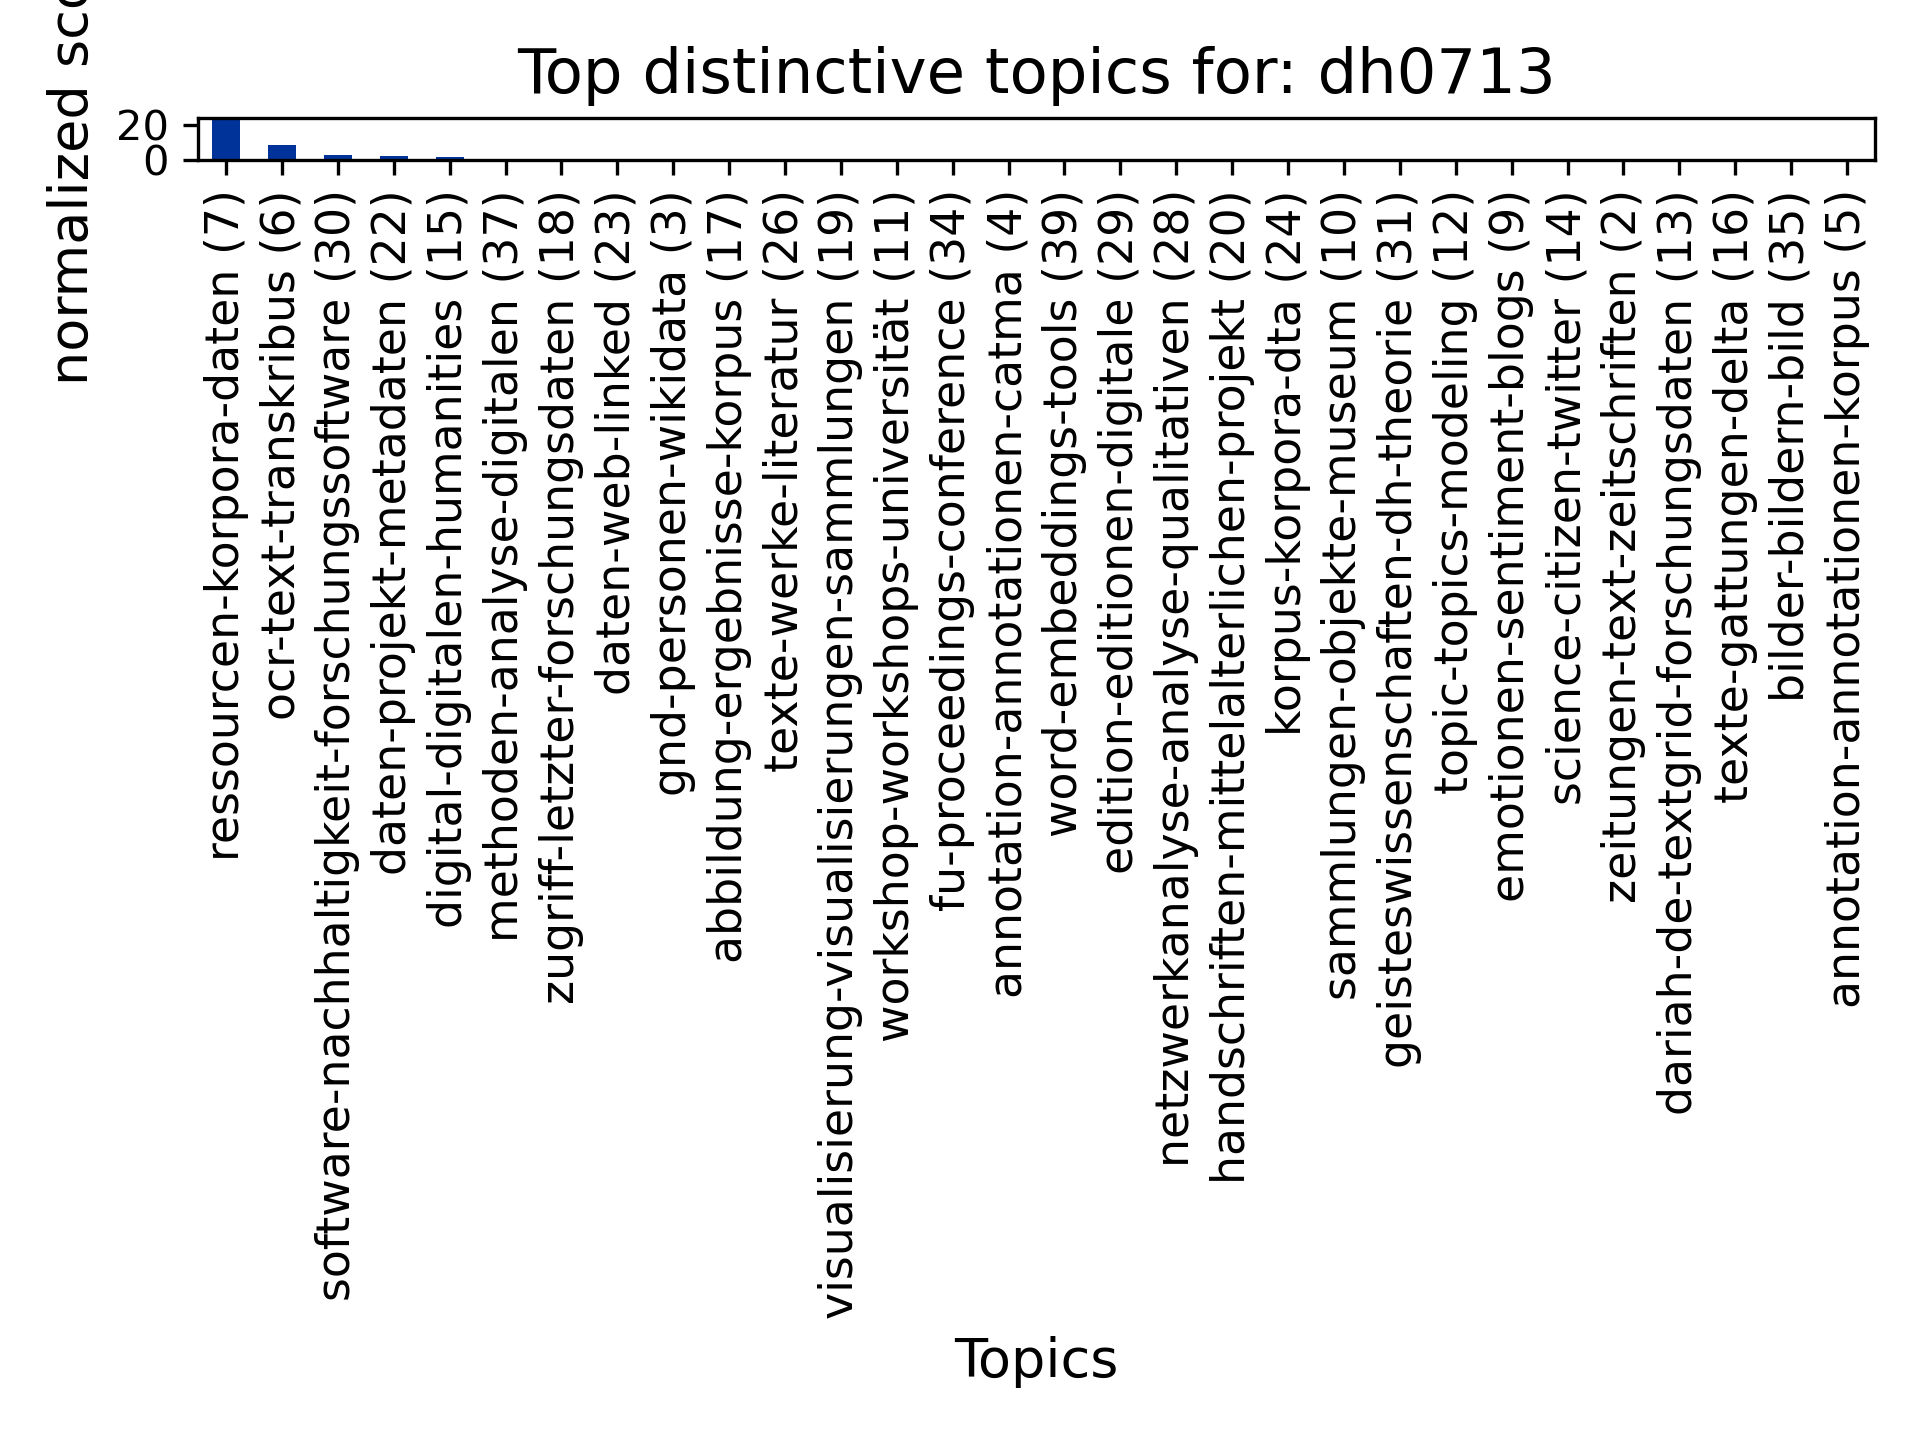 Top distinctive topics for: dh0713
normalized sco
20
0
ressourcen-korpora-daten (7)
ocr-text-transkribus (6)
software-nachhaltigkeit-forschungssoftware (30)
daten-projekt-metadaten (22)
digital-digitalen-humanities (15)
methoden-analyse-digitalen (37)
zugriff-letzter-forschungsdaten (18)
daten-web-linked (23)
gnd-personen-wikidata (3)
abbildung-ergebnisse-korpus (17)
texte-werke-literatur (26)
visualisierung-visualisierungen-sammlungen (19)
workshop-workshops-universität (11)
fu-proceedings-conference (34)
annotation-annotationen-catma (4)
word-embeddings-tools (39)
edition-editionen-digitale (29)
netzwerkanalyse-analyse-qualitativen (28)
handschriften-mittelalterlichen-projekt (20)
korpus-korpora-dta (24)
sammlungen-objekte-museum (10)
geisteswissenschaften-dh-theorie (31)
topic-topics-modeling (12)
emotionen-sentiment-blogs (9)
science-citizen-twitter (14)
zeitungen-text-zeitschriften (2)
dariah-de-textgrid-forschungsdaten (13)
texte-gattungen-delta (16)
bilder-bildern-bild (35)
annotation-annotationen-korpus (5)
Topics